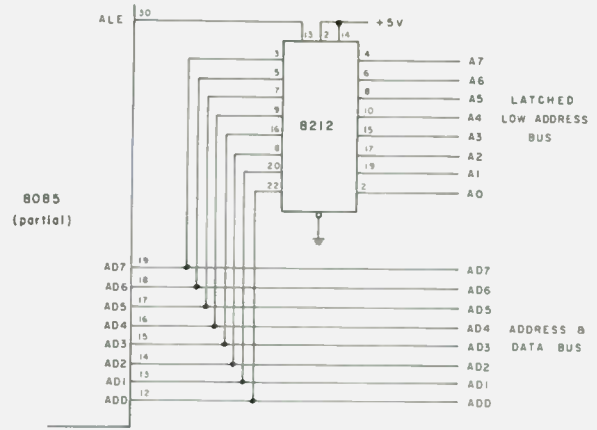 ALE 30
13 2 14
+5V
3 4 A7
5 6 A6
7 8 A5
9 10 A4
16 15 A3
8 17 A2
20 19 A1
22 2 A0
8212
LATCHED
LOW ADDRESS
BUS
8085
(partial)
AD7 19 AD7
AD6 18 AD6
AD5 17 AD5
AD4 16 AD4
AD3 15 AD3
AD2 14 AD2
AD1 13 AD1
ADD 12 ADD
ADDRESS &
DATA BUS